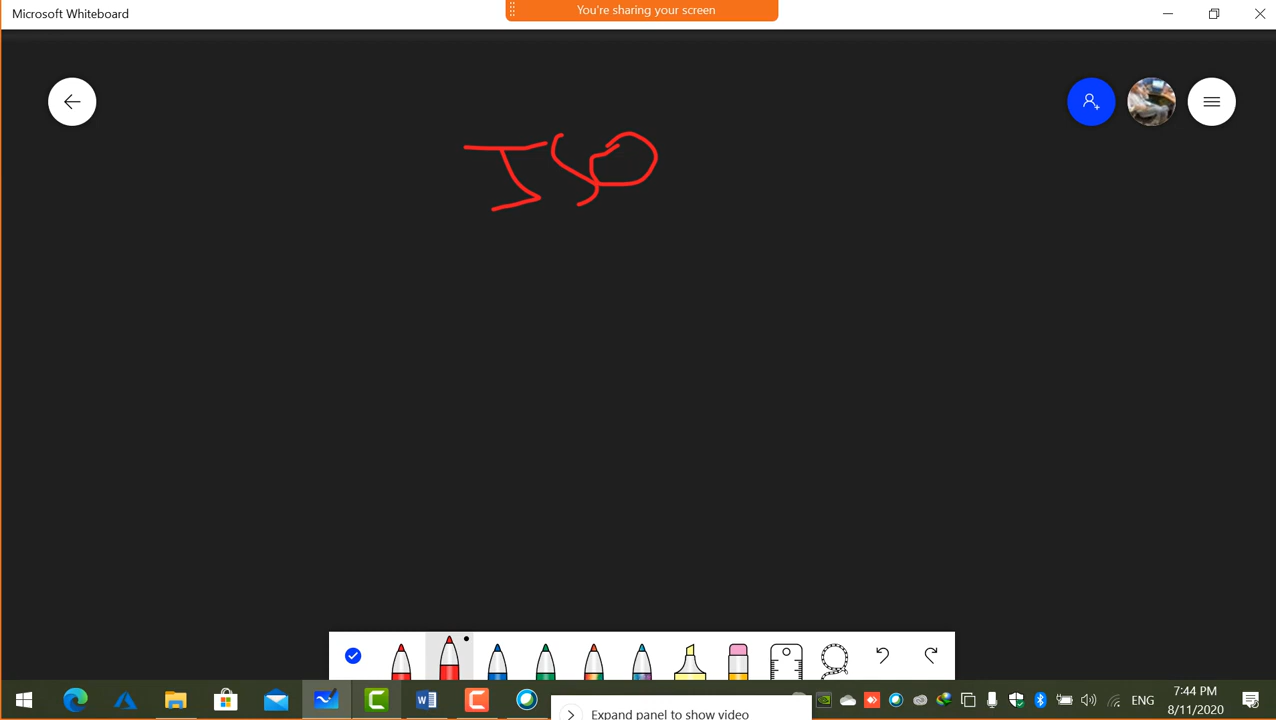 Microsoft Whiteboard
You're sharing your screen
ISO
ENG
7:44 PM
8/11/2020
Expand panel to show video